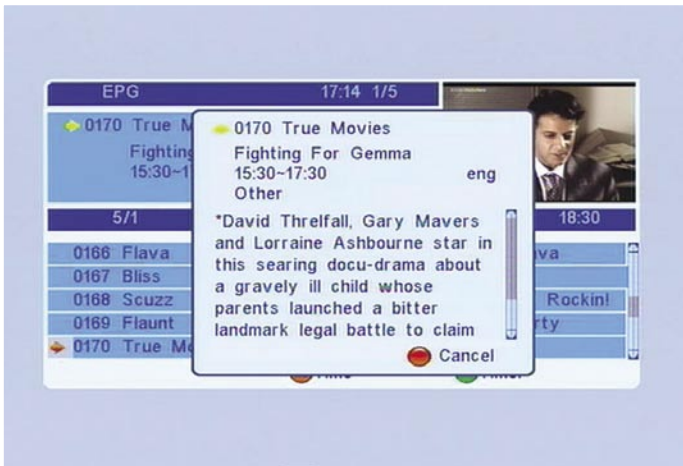 EPG 17:14 1/5
0170 True M
Fighting
15:30~1
0170 True Movies
Fighting For Gemma
15:30~17:30 eng
Other
*David Threlfall, Gary Mavers
and Lorraine Ashbourne star in
this searing docu-drama about
a gravely ill child whose
parents launched a bitter
landmark legal battle to claim
Cancel
5/1 18:30
0166 Flava
0167 Bliss
0168 Scuzz Rockin!
0169 Flaunt
0170 True Mo